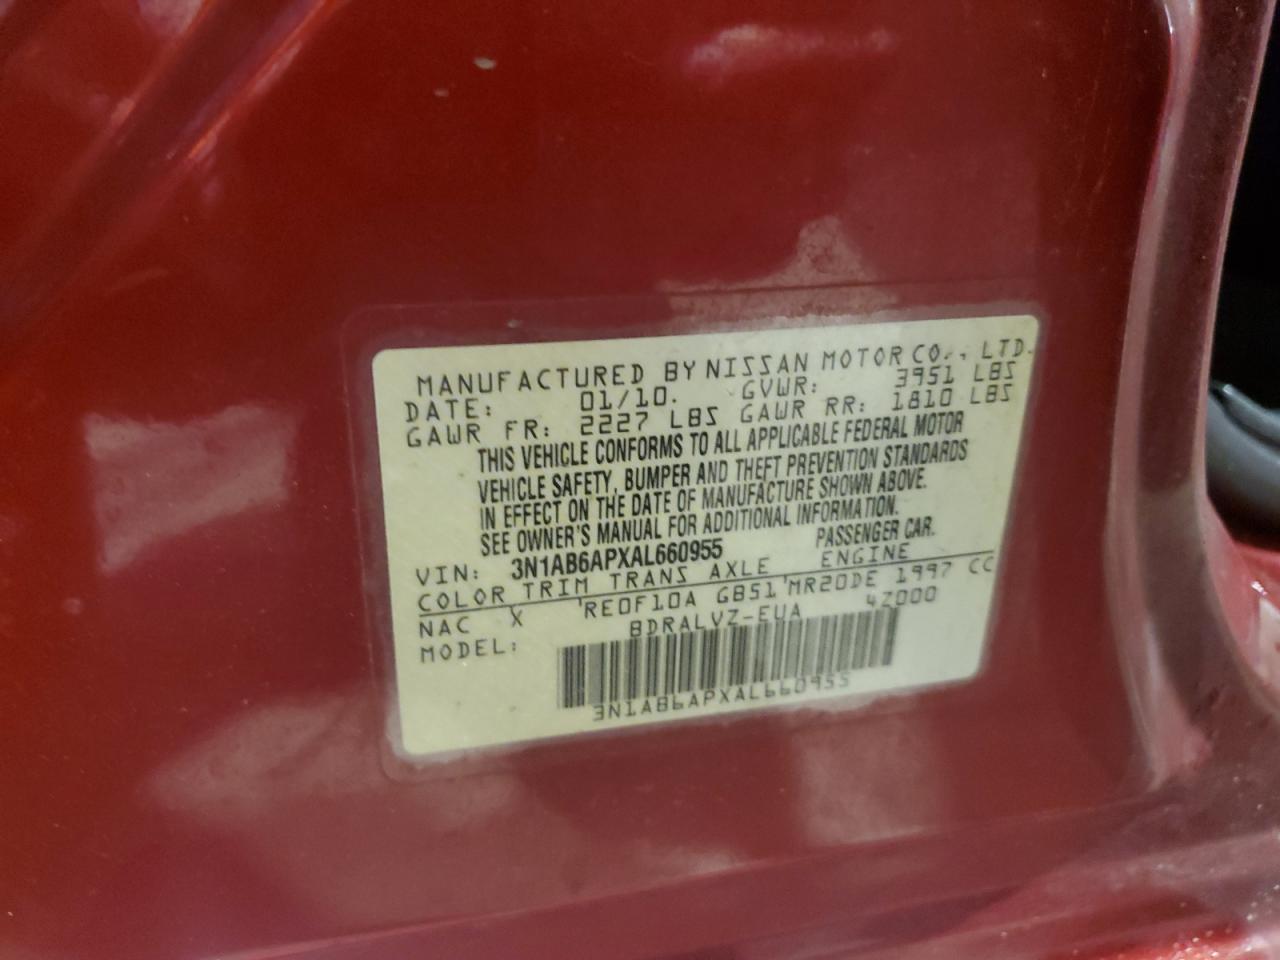 MANUFACTURED BY NISSAN MOTOR CO., LTD.
DATE: 01/10. GVWR: 3951 LBS
GAWR FR: 2227 LBS GAWR RR: 1810 LBS
THIS VEHICLE CONFORMS TO ALL APPLICABLE FEDERAL MOTOR
VEHICLE SAFETY, BUMPER AND THEFT PREVENTION STANDARDS
IN EFFECT ON THE DATE OF MANUFACTURE SHOWN ABOVE.
SEE OWNER'S MANUAL FOR ADDITIONAL INFORMATION.
VIN: 3N1AB6APXAL660955 PASSENGER CAR.
COLOR TRIM TRANS AXLE ENGINE
NAC X RE0F10A GB51 MR20DE 1997 CC
MODEL: BDRALVZ-EUA 4Z000
3N1AB6APXAL660955